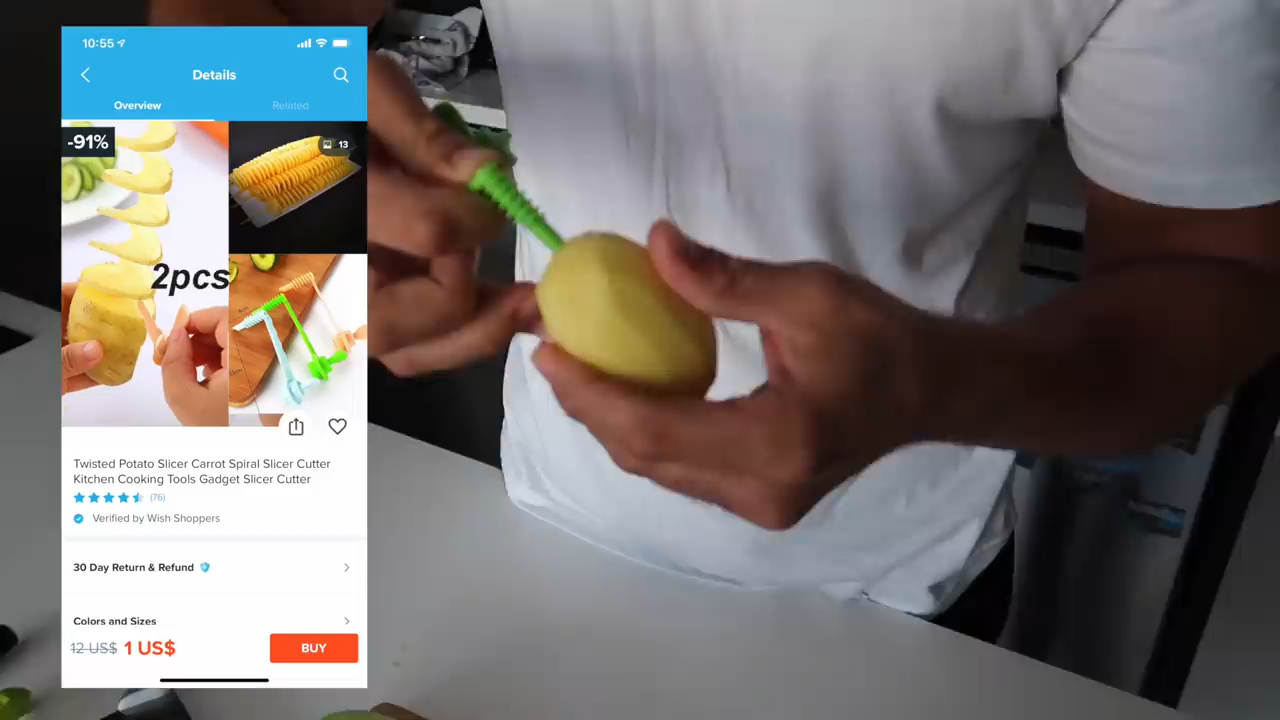 10:55
Details
Overview
Related
-91%
13
2pcs
Twisted Potato Slicer Carrot Spiral Slicer Cutter
Kitchen Cooking Tools Gadget Slicer Cutter
(76)
Verified by Wish Shoppers
30 Day Return & Refund
Colors and Sizes
12 US$ 1 US$
BUY